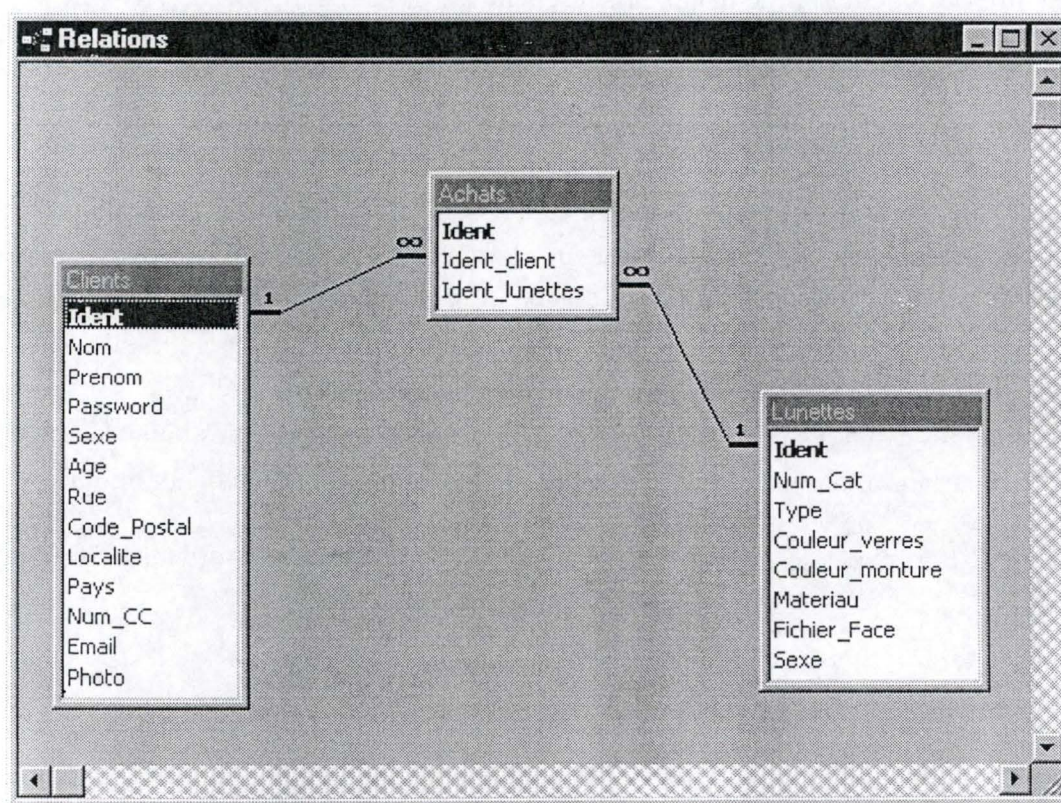 Relations
Achats
Ident
Ident_client
Ident_lunettes
∞
∞
1
1
Clients
Ident
Nom
Prenom
Password
Sexe
Age
Rue
Code_Postal
Localite
Pays
Num_CC
Email
Photo
Lunettes
Ident
Num_Cat
Type
Couleur_verres
Couleur_monture
Materiau
Fichier_Face
Sexe